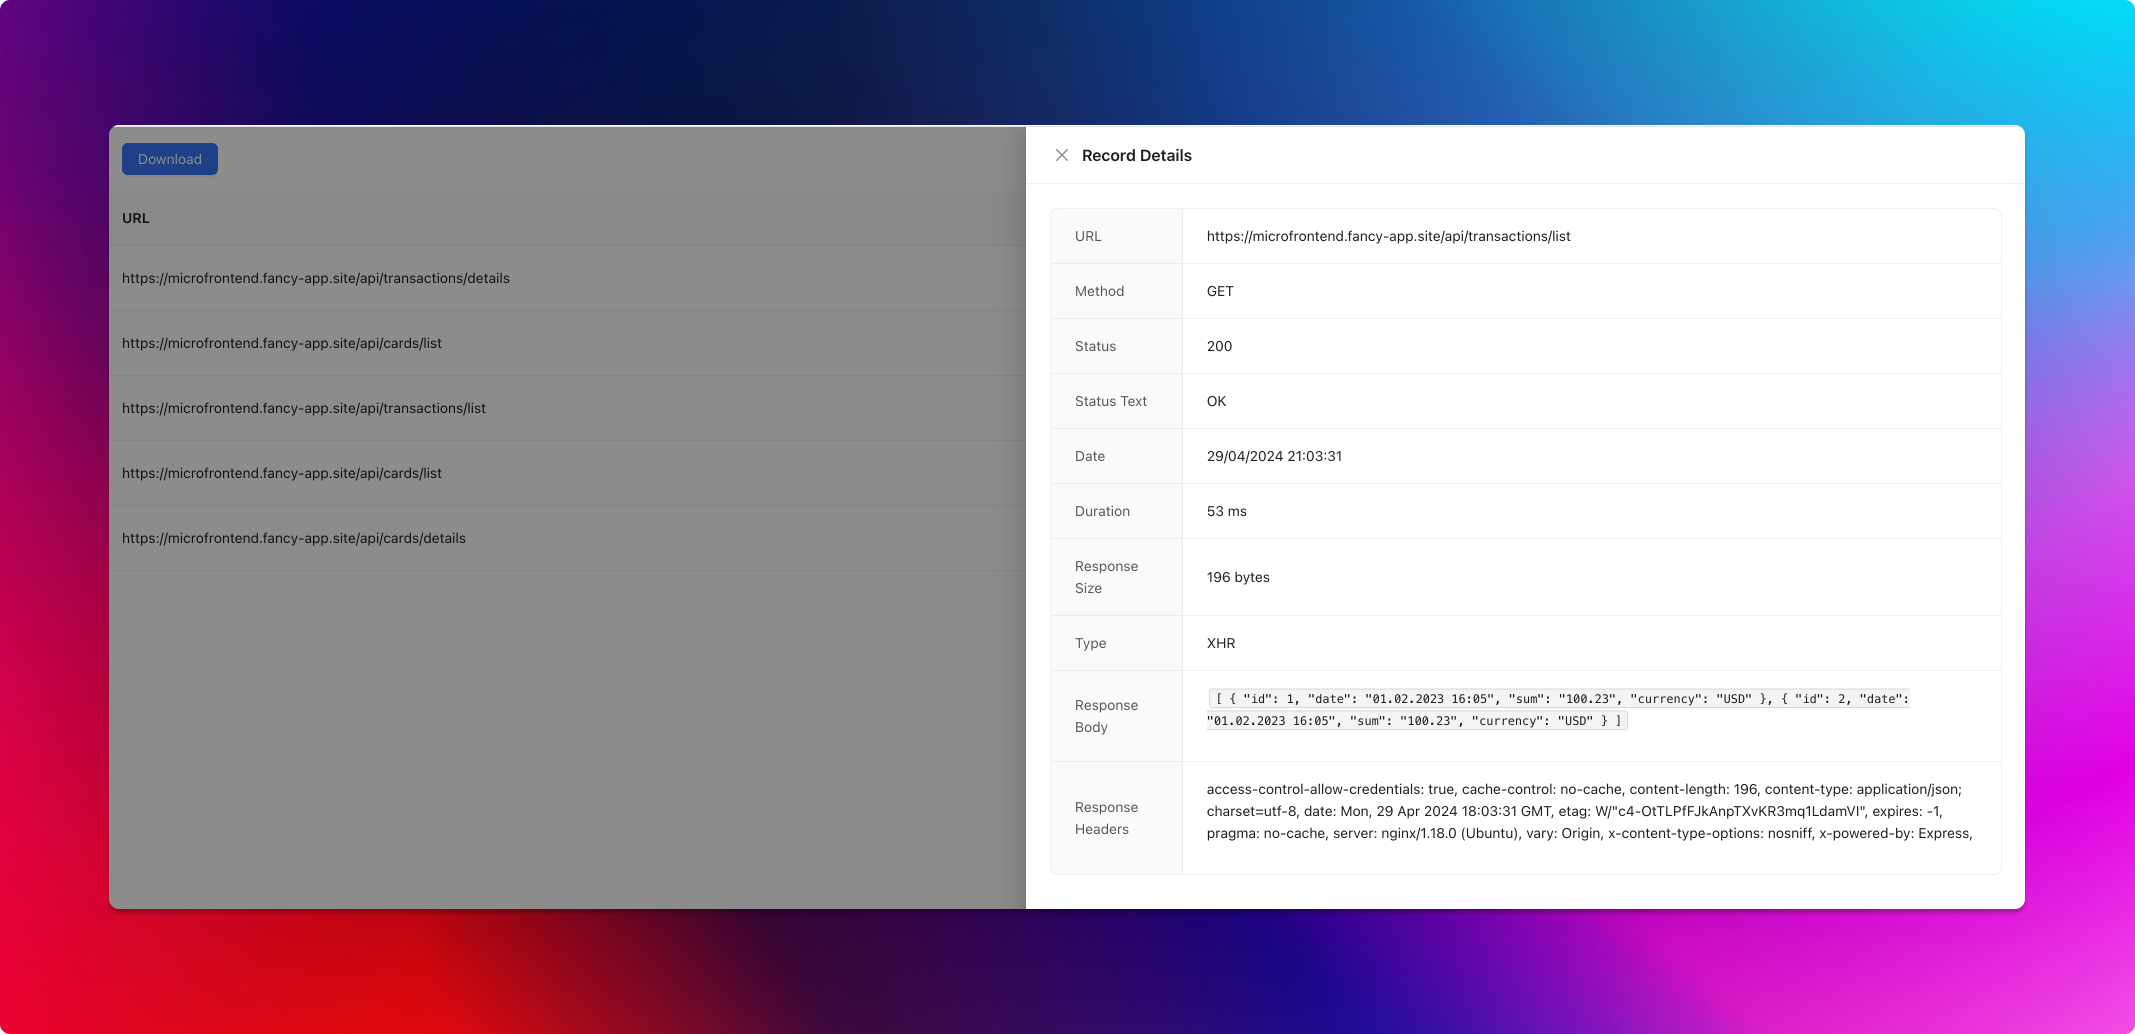 Download
URL
https://microfrontend.fancy-app.site/api/transactions/details
https://microfrontend.fancy-app.site/api/cards/list
https://microfrontend.fancy-app.site/api/transactions/list
https://microfrontend.fancy-app.site/api/cards/list
https://microfrontend.fancy-app.site/api/cards/details
Record Details
URL https://microfrontend.fancy-app.site/api/transactions/list
Method GET
Status 200
Status Text OK
Date 29/04/2024 21:03:31
Duration 53 ms
Response
Size
196 bytes
Type XHR
Response
Body
[ { "id": 1, "date": "01.02.2023 16:05", "sum": "100.23", "currency": "USD" }, { "id": 2, "date":
"01.02.2023 16:05", "sum": "100.23", "currency": "USD" } ]
Response
Headers
access-control-allow-credentials: true, cache-control: no-cache, content-length: 196, content-type: application/json;
charset=utf-8, date: Mon, 29 Apr 2024 18:03:31 GMT, etag: W/"c4-OtTLPfFJkAnpTXvKR3mq1LdamVI", expires: -1,
pragma: no-cache, server: nginx/1.18.0 (Ubuntu), vary: Origin, x-content-type-options: nosniff, x-powered-by: Express,